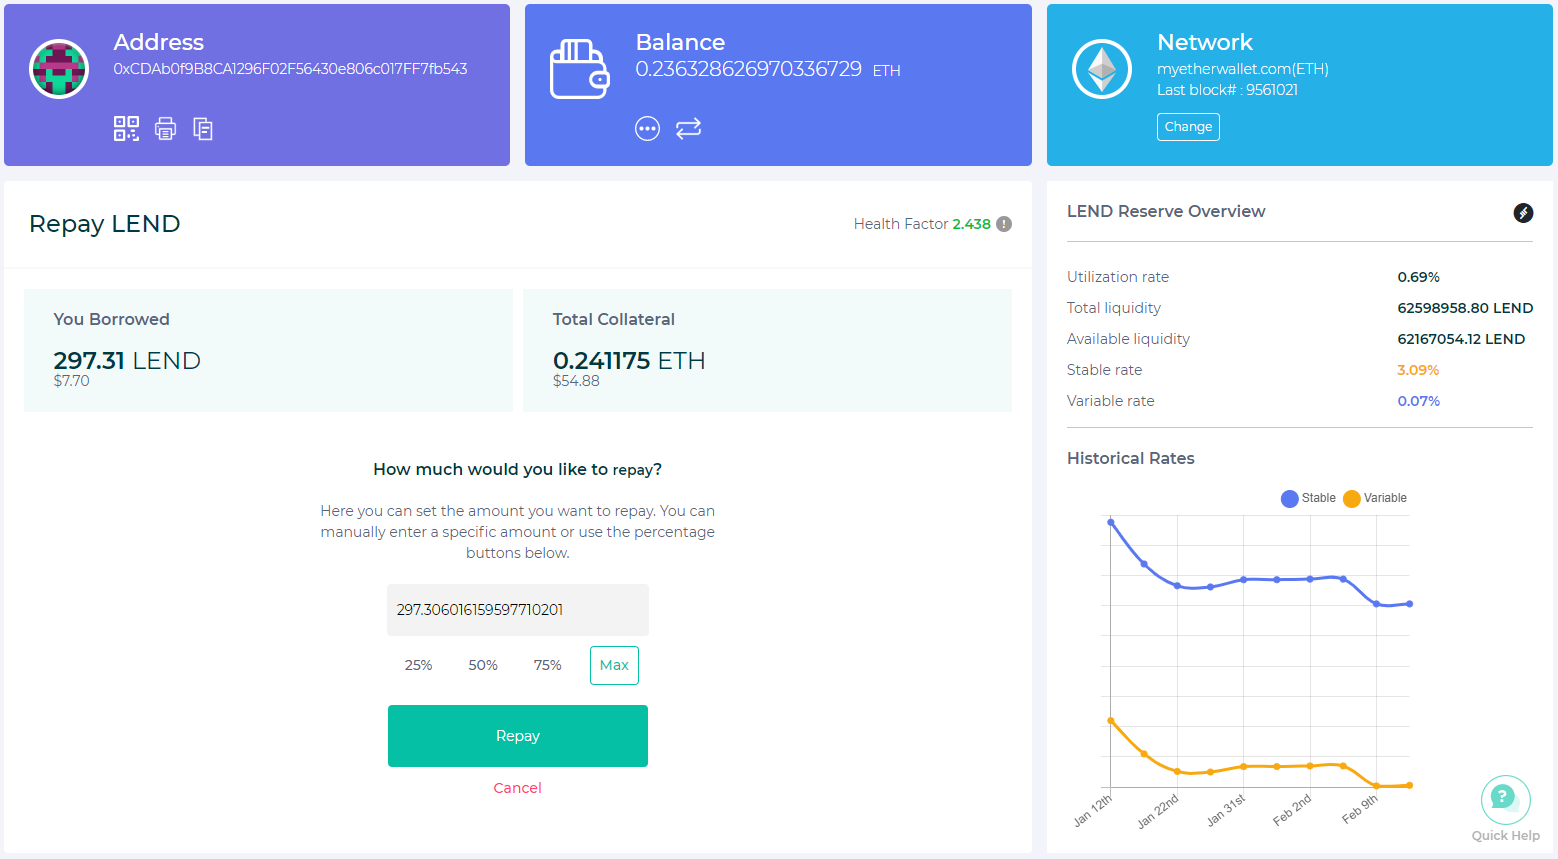 Address
0xCDAb0f9B8CA1296F02F56430e806c017FF7fb543
Balance
0.236328626970336729 ETH
Network
myetherwallet.com(ETH)
Last block# : 9561021
Change
Repay LEND
Health Factor 2.438 !
You Borrowed
297.31 LEND
$7.70
Total Collateral
0.241175 ETH
$54.88
How much would you like to repay?
Here you can set the amount you want to repay. You can
manually enter a specific amount or use the percentage
buttons below.
297.306016159597710201
25% 50% 75% Max
Repay
Cancel
LEND Reserve Overview
Utilization rate 0.69%
Total liquidity 62598958.80 LEND
Available liquidity 62167054.12 LEND
Stable rate 3.09%
Variable rate 0.07%
Historical Rates
Stable Variable
Jan 12th Jan 22nd Jan 31st Feb 2nd Feb 9th
?
Quick Help